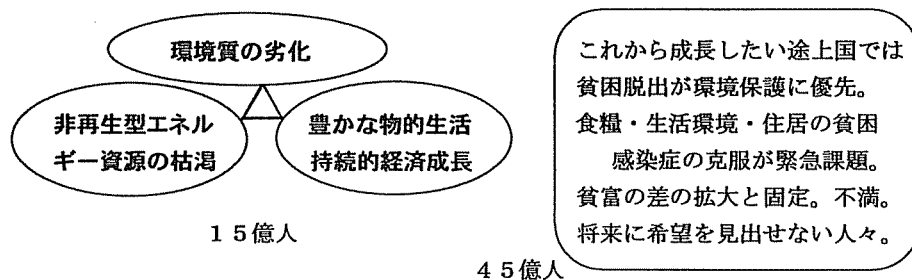 環境質の劣化
非再生型エネル
ギー資源の枯渇
豊かな物的生活
持続的経済成長
15億人
これから成長したい途上国では
貧困脱出が環境保護に優先。
食糧・生活環境・住居の貧困
感染症の克服が緊急課題。
貧富の差の拡大と固定。不満。
将来に希望を見出せない人々。
45億人